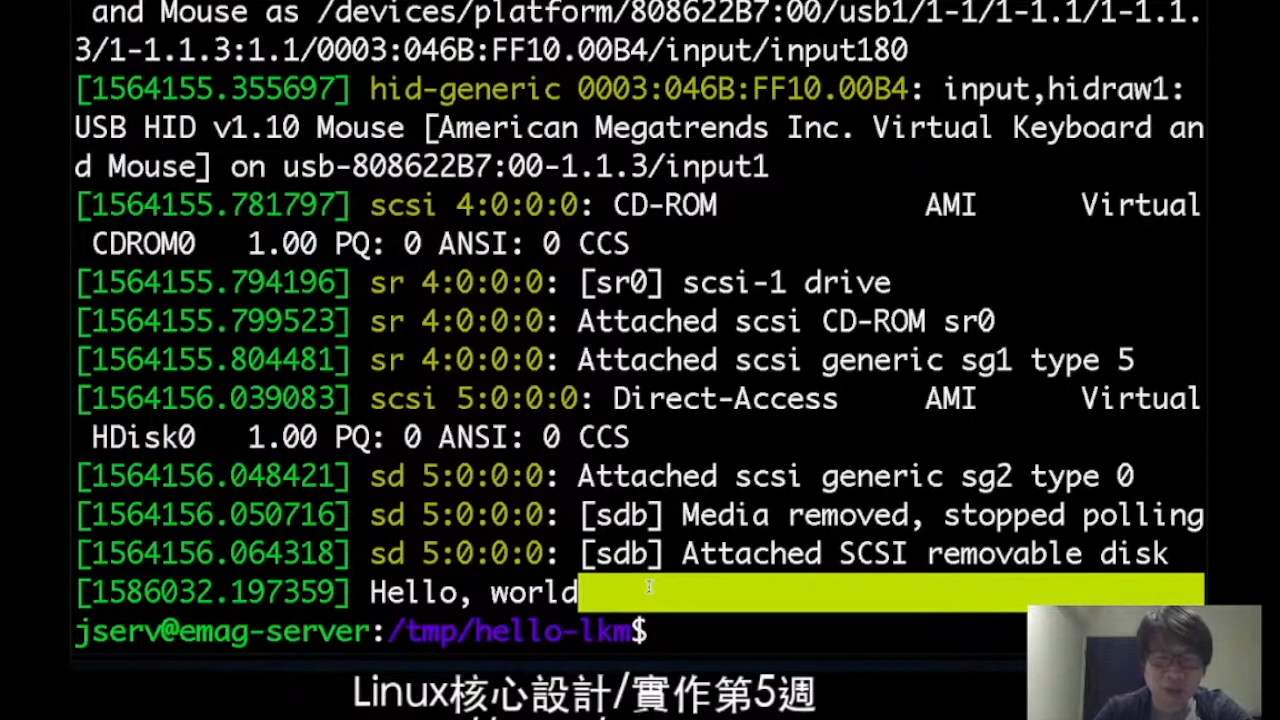 and Mouse as /devices/platform/808622B7:00/usb1/1-1/1-1.1/1-1.1.
3/1-1.1.3:1.1/0003:046B:FF10.00B4/input/input180
[1564155.355697] hid-generic 0003:046B:FF10.00B4: input,hidraw1:
USB HID v1.10 Mouse [American Megatrends Inc. Virtual Keyboard an
d Mouse] on usb-808622B7:00-1.1.3/input1
[1564155.781797] scsi 4:0:0:0: CD-ROM AMI Virtual
CDROM0 1.00 PQ: 0 ANSI: 0 CCS
[1564155.794196] sr 4:0:0:0: [sr0] scsi-1 drive
[1564155.799523] sr 4:0:0:0: Attached scsi CD-ROM sr0
[1564155.804481] sr 4:0:0:0: Attached scsi generic sg1 type 5
[1564156.039083] scsi 5:0:0:0: Direct-Access AMI Virtual
HDisk0 1.00 PQ: 0 ANSI: 0 CCS
[1564156.048421] sd 5:0:0:0: Attached scsi generic sg2 type 0
[1564156.050716] sd 5:0:0:0: [sdb] Media removed, stopped polling
[1564156.064318] sd 5:0:0:0: [sdb] Attached SCSI removable disk
[1586032.197359] Hello, world
jserv@emag-server:/tmp/hello-lkm$
Linux核心設計/實作第5週